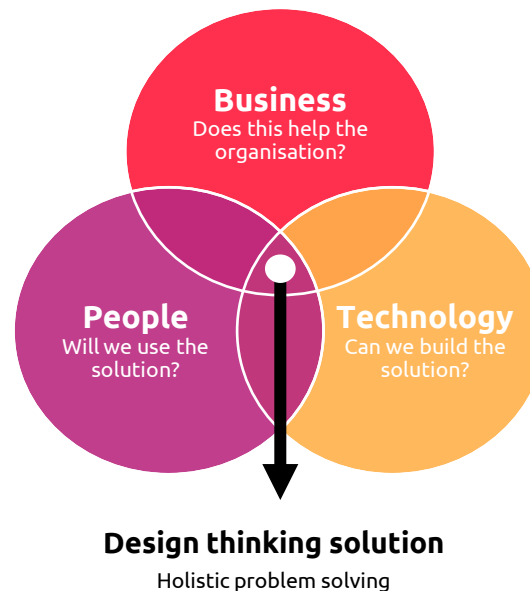 Business
Does this help the
organisation?
People
Will we use the
solution?
Technology
Can we build the
solution?
Design thinking solution
Holistic problem solving